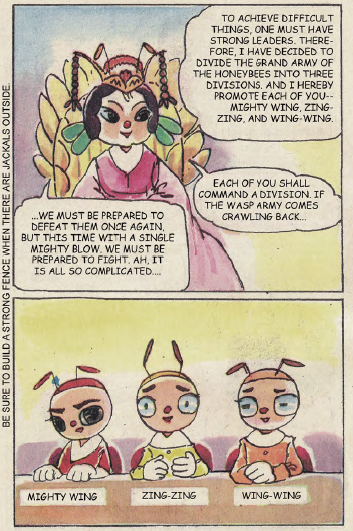 TO ACHIEVE DIFFICULT
THINGS, ONE MUST HAVE
STRONG LEADERS. THERE-
FORE, I HAVE DECIDED TO
DIVIDE THE GRAND ARMY OF
THE HONEYBEES INTO THREE
DIVISIONS. AND I HEREBY
PROMOTE EACH OF YOU--
MIGHTY WING, ZING-
ZING, AND WING-WING.
EACH OF YOU SHALL
COMMAND A DIVISION. IF
THE WASP ARMY COMES
CRAWLING BACK...
...WE MUST BE PREPARED TO
DEFEAT THEM ONCE AGAIN,
BUT THIS TIME WITH A SINGLE
MIGHTY BLOW. WE MUST BE
PREPARED TO FIGHT. AH, IT
IS ALL SO COMPLICATED....
BE SURE TO BUILD A STRONG FENCE WHEN THERE ARE JACKALS OUTSIDE.
MIGHTY WING
ZING-ZING
WING-WING